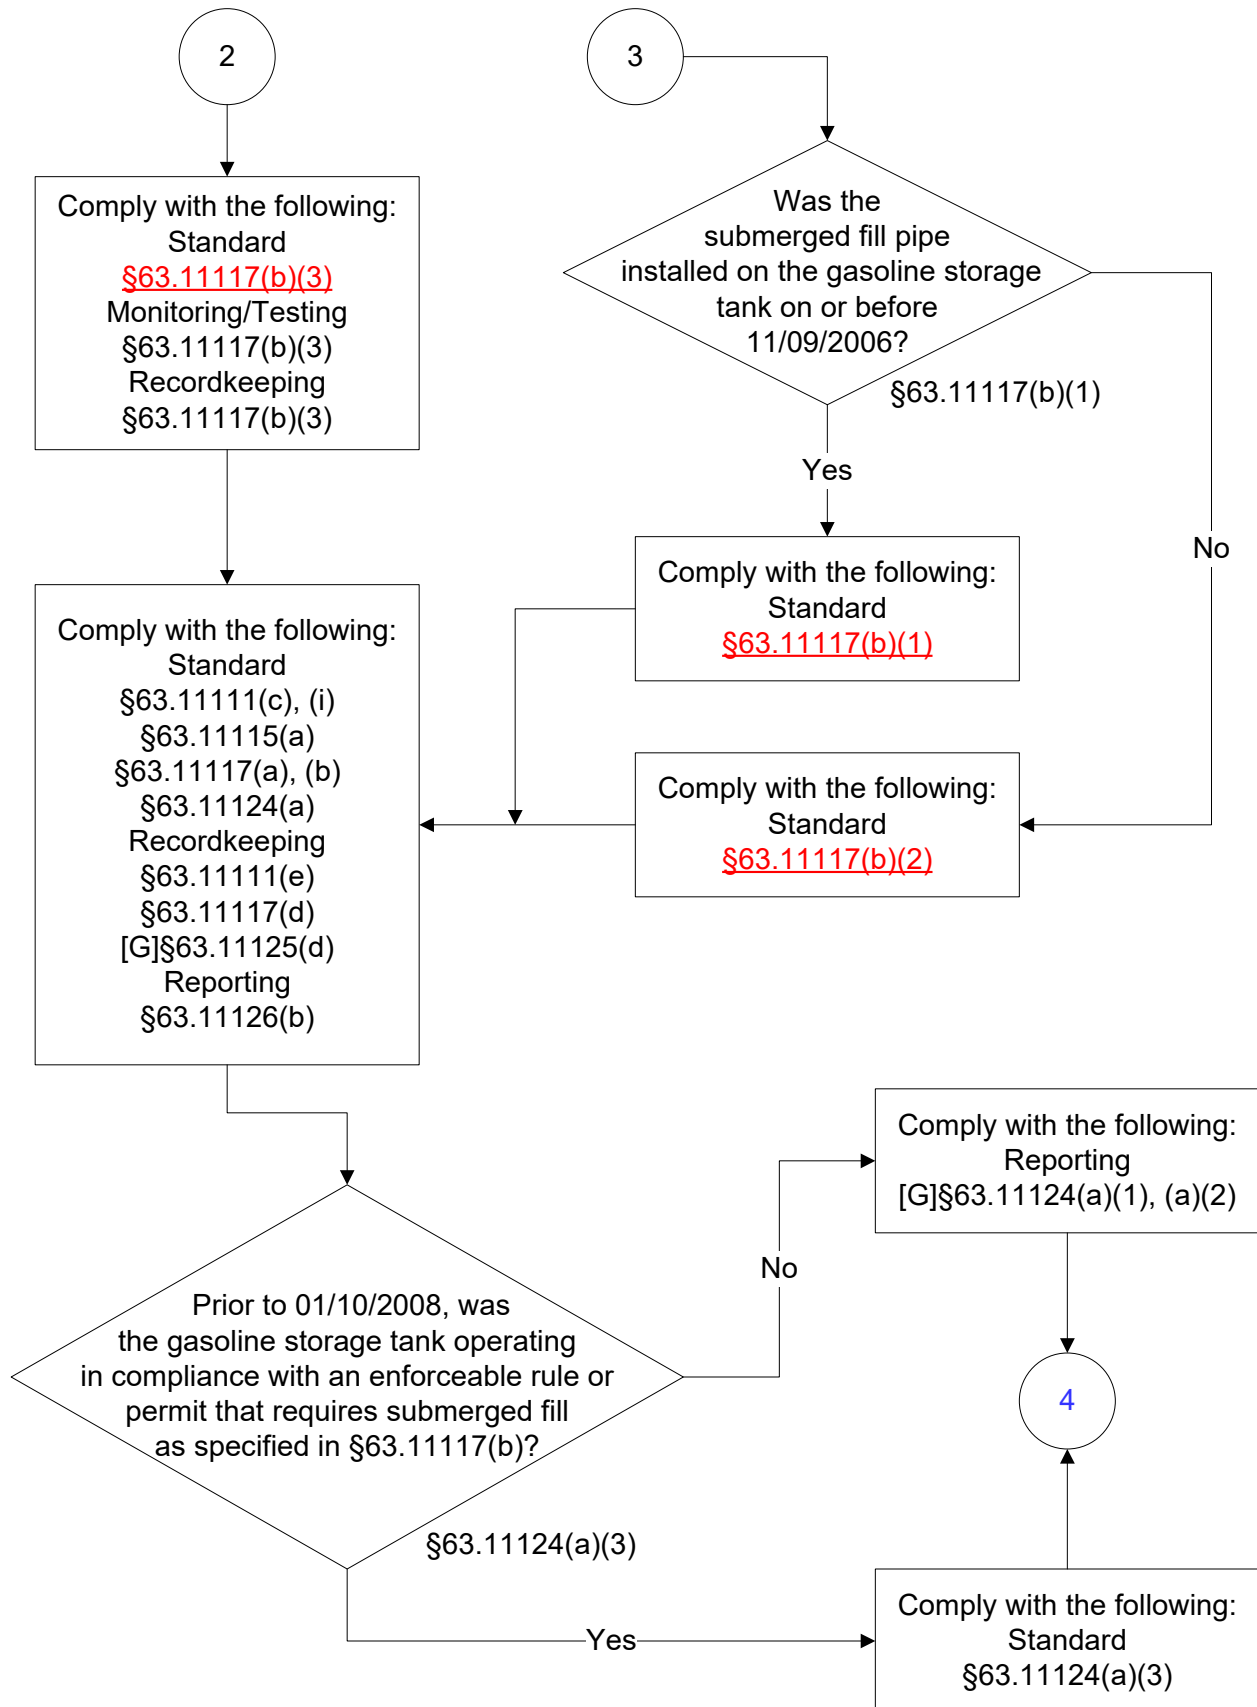 2
Comply with the following:
Standard
§63.11117(b)(3)
Monitoring/Testing
§63.11117(b)(3)
Recordkeeping
§63.11117(b)(3)
3
Was the
submerged fill pipe
installed on the gasoline storage
tank on or before
11/09/2006?
§63.11117(b)(1)
Yes
No
Comply with the following:
Standard
§63.11117(b)(1)
Comply with the following:
Standard
§63.11117(b)(2)
Comply with the following:
Standard
§63.11111(c), (i)
§63.11115(a)
§63.11117(a), (b)
§63.11124(a)
Recordkeeping
§63.11111(e)
§63.11117(d)
[G]§63.11125(d)
Reporting
§63.11126(b)
Prior to 01/10/2008, was
the gasoline storage tank operating
in compliance with an enforceable rule or
permit that requires submerged fill
as specified in §63.11117(b)?
§63.11124(a)(3)
No
Comply with the following:
Reporting
[G]§63.11124(a)(1), (a)(2)
4
Yes
Comply with the following:
Standard
§63.11124(a)(3)